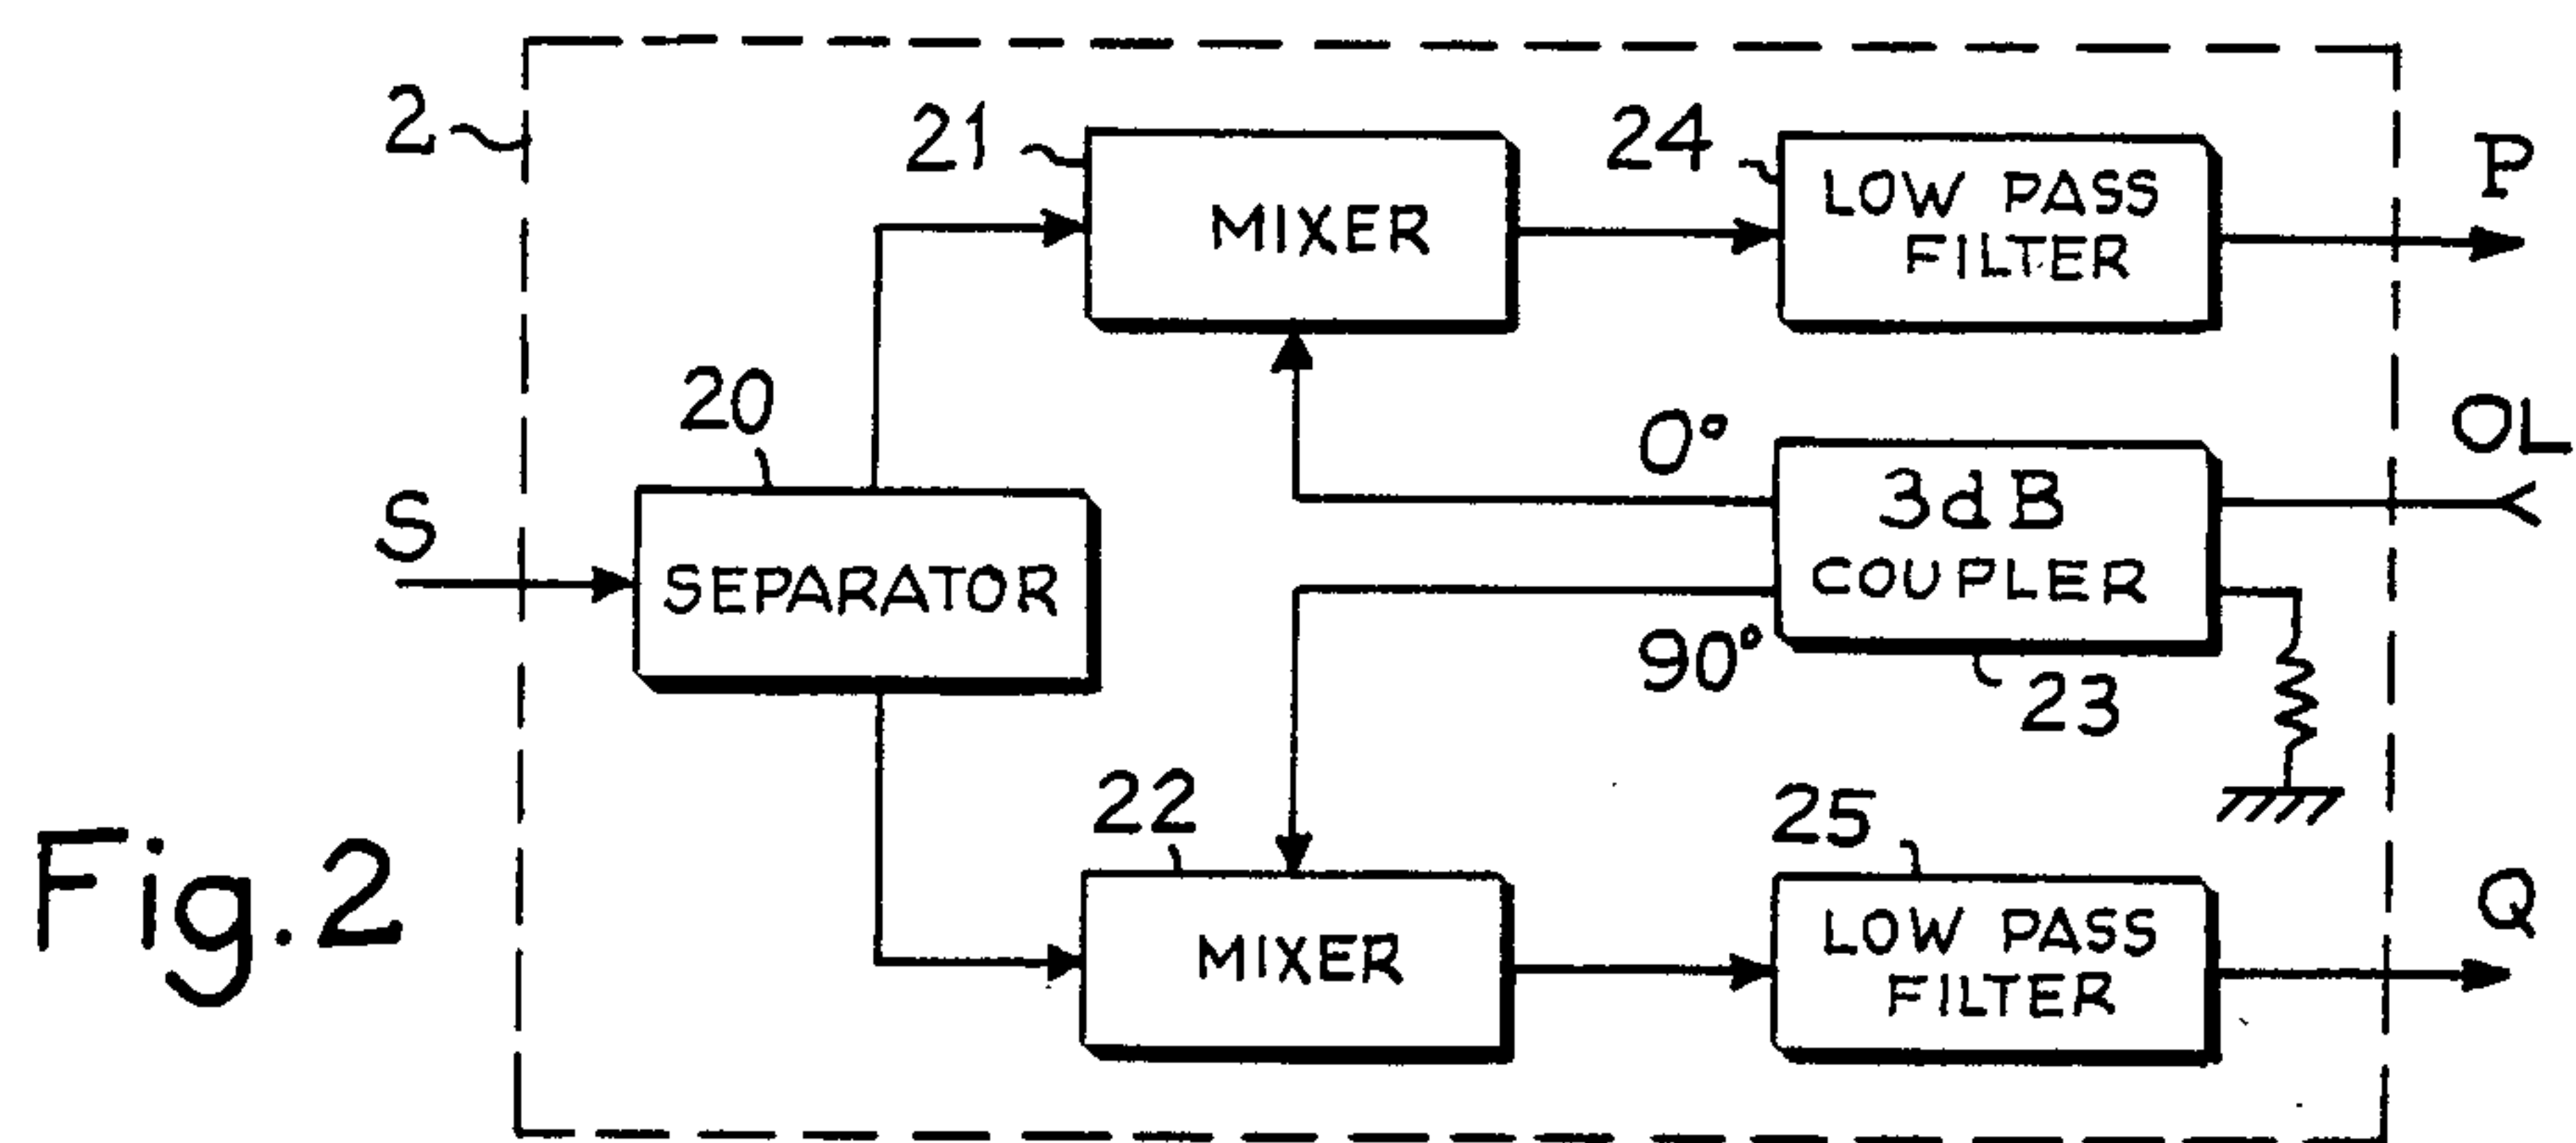 2
21
MIXER
24
LOW PASS
FILTER
P
20
S
SEPARATOR
0°
90°
3dB
COUPLER
23
OL
22
MIXER
25
LOW PASS
FILTER
Q
Fig.2